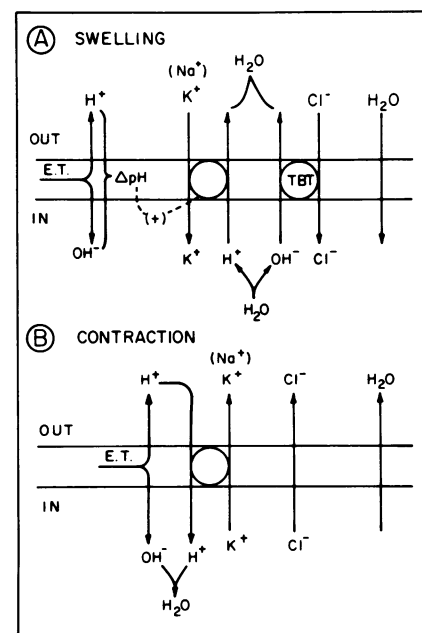 A SWELLING
H₂O
(Na⁺)
H⁺ K⁺ Cl⁻ H₂O
OUT
E.T. ΔpH TBT
IN (+)
OH⁻ K⁺ H⁺ OH⁻ Cl⁻
H₂O
B CONTRACTION
(Na⁺)
H⁺ K⁺ Cl⁻ H₂O
OUT
E.T.
IN
OH⁻ H⁺ K⁺ Cl⁻
H₂O